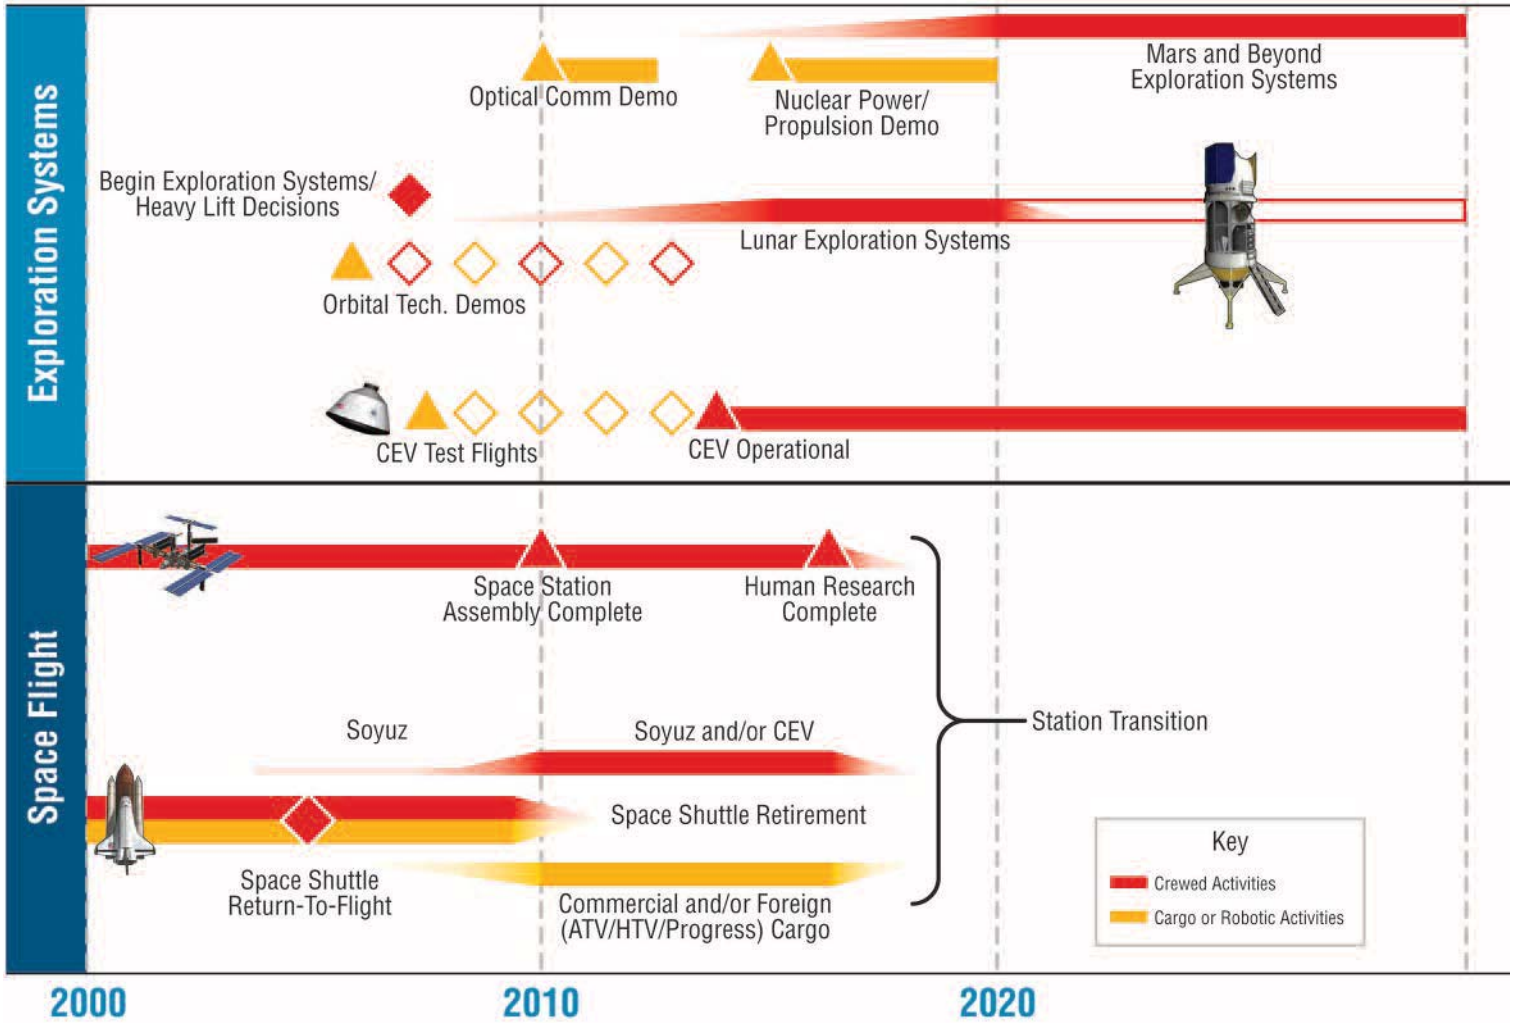 Exploration Systems
Mars and Beyond
Exploration Systems
Optical Comm Demo
Nuclear Power/
Propulsion Demo
Begin Exploration Systems/
Heavy Lift Decisions
Lunar Exploration Systems
Orbital Tech. Demos
CEV Test Flights
CEV Operational
Space Flight
Space Station
Assembly Complete
Human Research
Complete
Station Transition
Soyuz
Soyuz and/or CEV
Space Shuttle Retirement
Space Shuttle
Return-To-Flight
Commercial and/or Foreign
(ATV/HTV/Progress) Cargo
Key
Crewed Activities
Cargo or Robotic Activities
2000
2010
2020